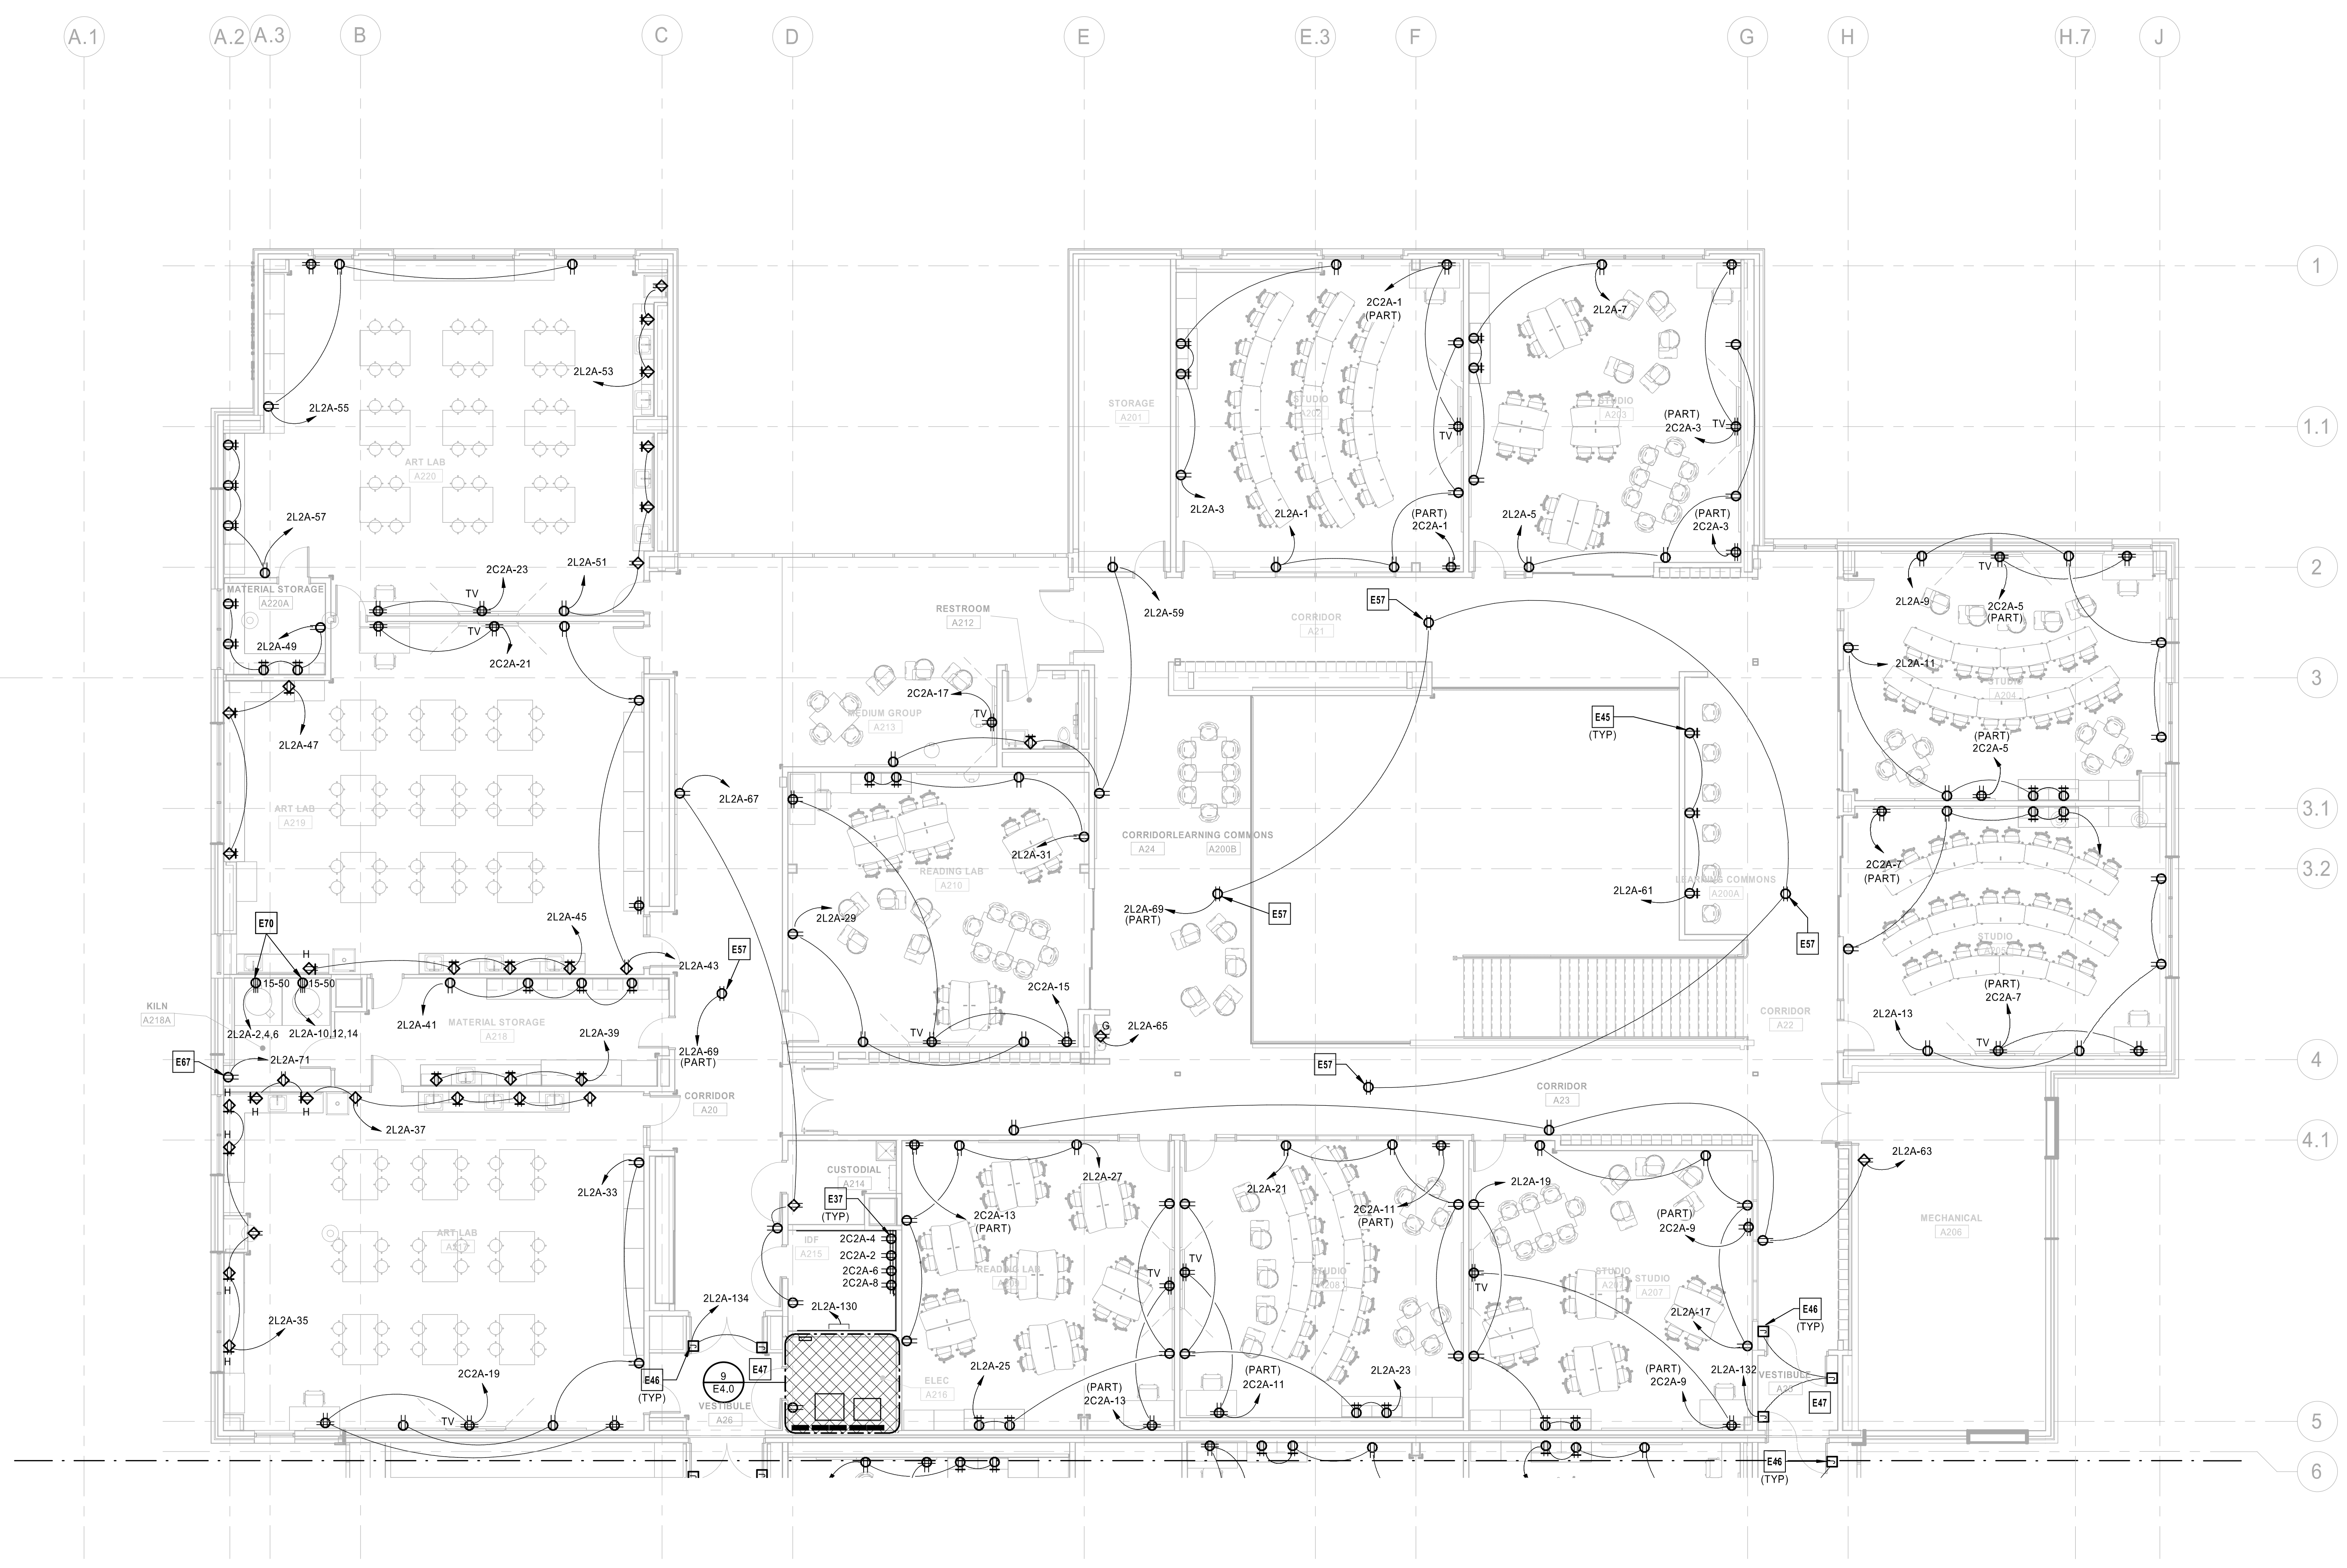 A.1
A.2
A.3
B
C
D
E
E.3
F
G
H
H.7
J
1
1.1
2
3
3.1
3.2
4
4.1
5
6
2L2A-53
2L2A-55
ART LAB
A220
2L2A-57
2C2A-23
2L2A-51
TV
MATERIAL STORAGE
A220A
2L2A-49
TV
2C2A-21
2L2A-47
ART LAB
A219
2L2A-67
E70
2L2A-45
H
2L2A-43
15-50
15-50
E57
KILN
A218A
2L2A-2,4,6
2L2A-10,12,14
2L2A-41
MATERIAL STORAGE
A218
2L2A-39
2L2A-69
(PART)
E67
2L2A-71
H
H
H
H
2L2A-37
CORRIDOR
A20
2L2A-33
ART LAB
H
2L2A-35
H
2C2A-19
TV
2L2A-134
E46
(TYP)
E47
9
E4.0
VESTIBULE
A26
STORAGE
A201
2C2A-1
(PART)
STUDIO
A202
TV
2L2A-3
2L2A-1
(PART)
2C2A-1
2L2A-7
STUDIO
A203
(PART)
2C2A-3
TV
2L2A-5
(PART)
2C2A-3
2L2A-59
RESTROOM
A212
E57
CORRIDOR
A21
2C2A-17
TV
MEDIUM GROUP
A213
E45
(TYP)
2L2A-31
READING LAB
A210
2L2A-29
CORRIDOR
A24
LEARNING COMMONS
A200B
2L2A-69
(PART)
E57
2L2A-61
LEARNING COMMONS
A200A
E57
2C2A-15
TV
G
2L2A-65
CORRIDOR
A22
E57
CORRIDOR
A23
2L2A-9
TV
2C2A-5
(PART)
2L2A-11
STUDIO
A204
(PART)
2C2A-5
2C2A-7
(PART)
STUDIO
(PART)
2C2A-7
2L2A-13
TV
2L2A-63
MECHANICAL
A206
CUSTODIAL
A214
E37
(TYP)
2C2A-4
2C2A-2
2C2A-6
2C2A-8
IDF
A215
2L2A-130
ELEC
A216
2L2A-27
2C2A-13
(PART)
READING LAB
TV
2L2A-25
(PART)
2C2A-13
2L2A-21
2C2A-11
(PART)
TV
STUDIO
A208
(PART)
2C2A-11
2L2A-23
2L2A-19
(PART)
2C2A-9
TV
STUDIO
A207
STUDIO
A207
2L2A-17
(PART)
2C2A-9
2L2A-132
VESTIBULE
E46
(TYP)
E47
E46
(TYP)